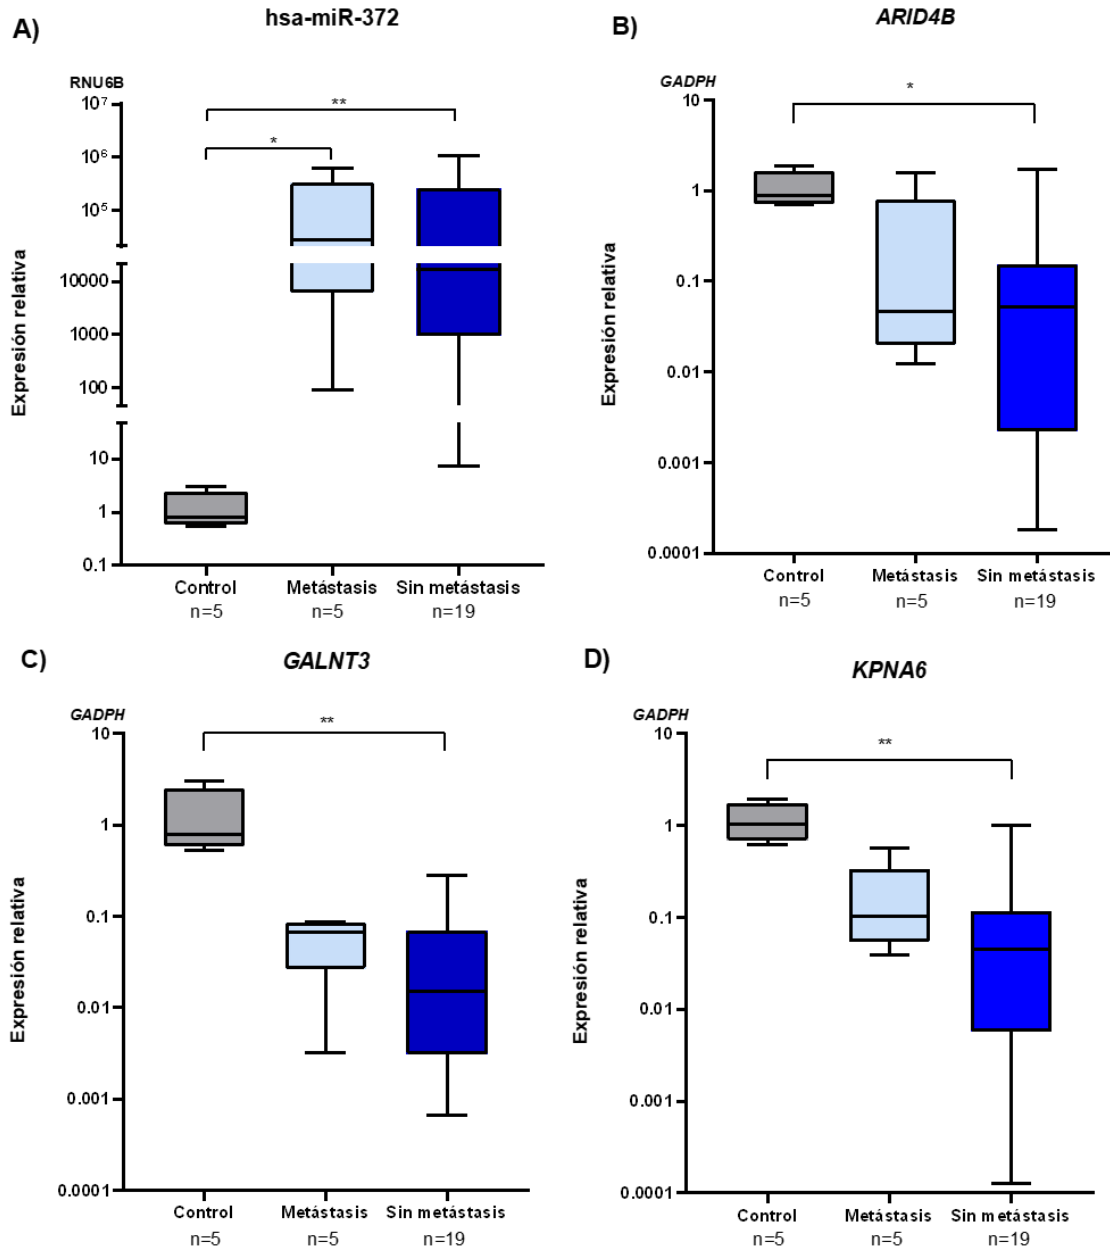 A)
hsa-miR-372
RNU6B
**
*
10⁷
10⁶
10⁵
10000
1000
100
10
1
0.1
Expresión relativa
Control
Metástasis
Sin metástasis
n=5
n=5
n=19
B)
ARID4B
GADPH
*
10
1
0.1
0.01
0.001
0.0001
Expresión relativa
Control
Metástasis
Sin metástasis
n=5
n=5
n=19
C)
GALNT3
GADPH
**
10
1
0.1
0.01
0.001
0.0001
Expresión relativa
Control
Metástasis
Sin metástasis
n=5
n=5
n=19
D)
KPNA6
GADPH
**
10
1
0.1
0.01
0.001
0.0001
Expresión relativa
Control
Metástasis
Sin metástasis
n=5
n=5
n=19